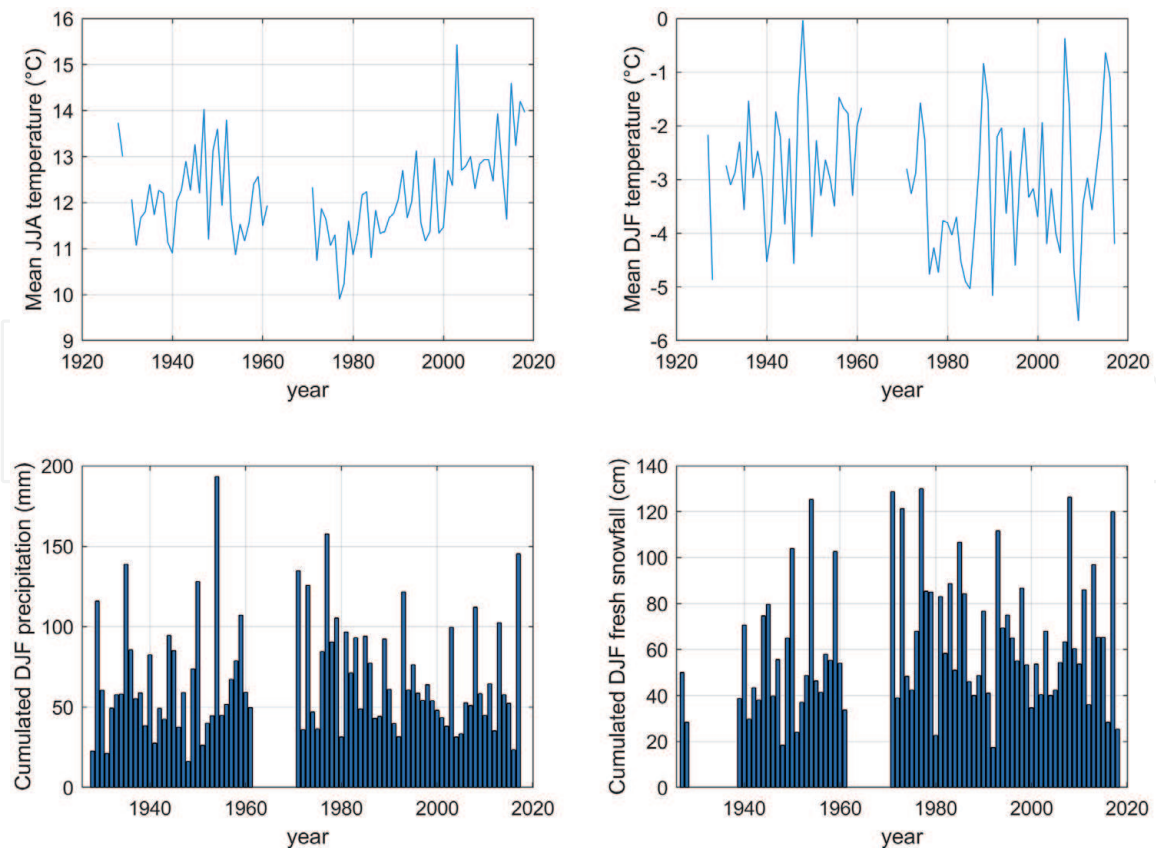 Mean JJA temperature (°C)
16
15
14
13
12
11
10
9
1920 1940 1960 1980 2000 2020
year
Mean DJF temperature (°C)
0
-1
-2
-3
-4
-5
-6
1920 1940 1960 1980 2000 2020
year
Cumulated DJF precipitation (mm)
200
150
100
50
0
1940 1960 1980 2000 2020
year
Cumulated DJF fresh snowfall (cm)
140
120
100
80
60
40
20
0
1940 1960 1980 2000 2020
year